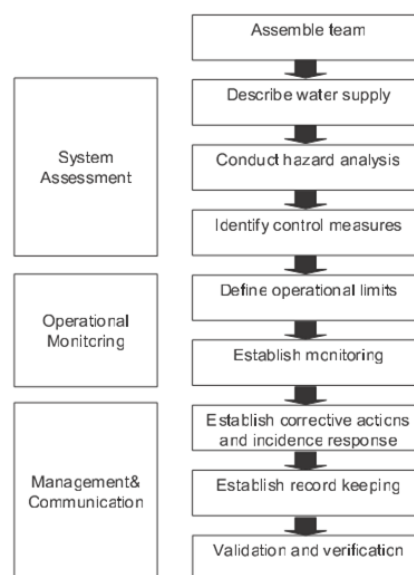 Assemble team
Describe water supply
System
Assessment
Conduct hazard analysis
Identify control measures
Define operational limits
Operational
Monitoring
Establish monitoring
Establish corrective actions
and incidence response
Management&
Communication
Establish record keeping
Validation and verification